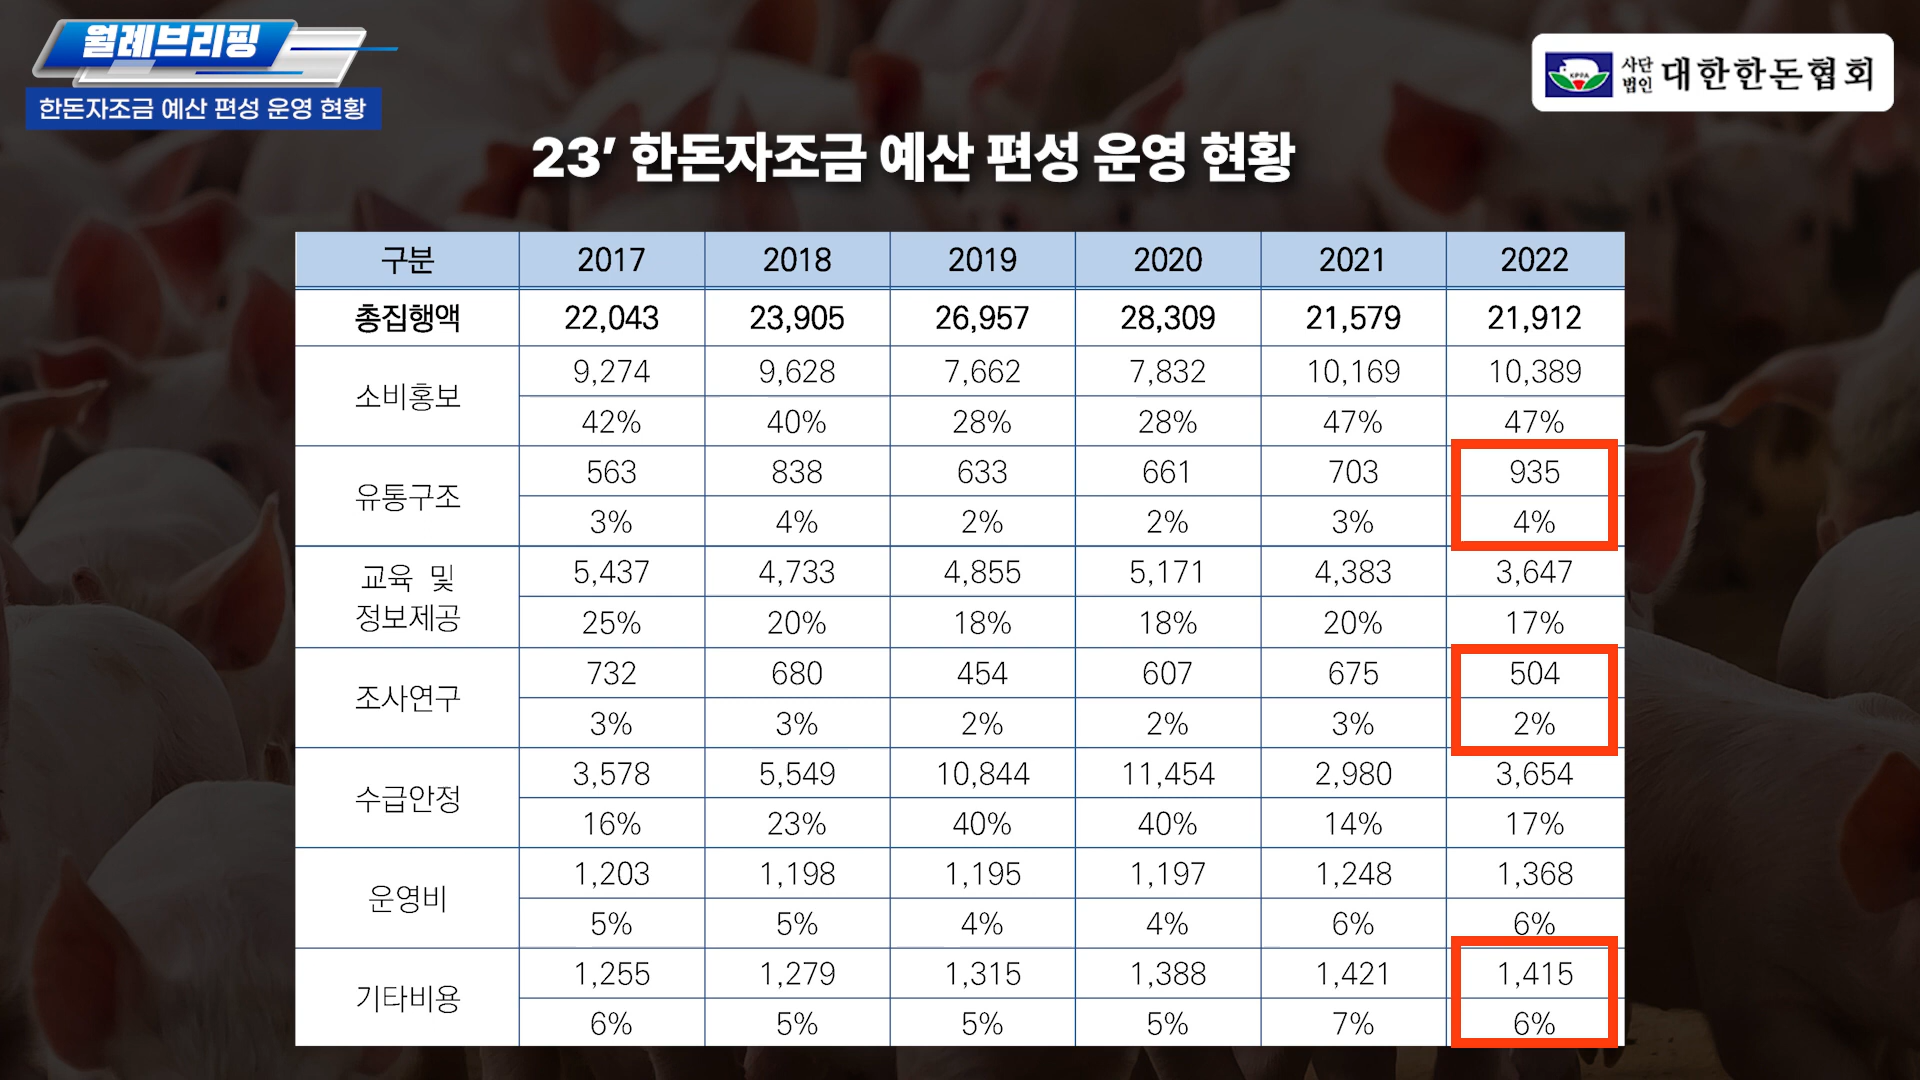 월례브리핑
한돈자조금 예산 편성 운영 현황
KPPA
사단
법인 대한한돈협회
23’ 한돈자조금 예산 편성 운영 현황
구분 2017 2018 2019 2020 2021 2022
총집행액 22,043 23,905 26,957 28,309 21,579 21,912
소비홍보 9,274 9,628 7,662 7,832 10,169 10,389
42% 40% 28% 28% 47% 47%
유통구조 563 838 633 661 703 935
3% 4% 2% 2% 3% 4%
교육 및
정보제공 5,437 4,733 4,855 5,171 4,383 3,647
25% 20% 18% 18% 20% 17%
조사연구 732 680 454 607 675 504
3% 3% 2% 2% 3% 2%
수급안정 3,578 5,549 10,844 11,454 2,980 3,654
16% 23% 40% 40% 14% 17%
운영비 1,203 1,198 1,195 1,197 1,248 1,368
5% 5% 4% 4% 6% 6%
기타비용 1,255 1,279 1,315 1,388 1,421 1,415
6% 5% 5% 5% 7% 6%